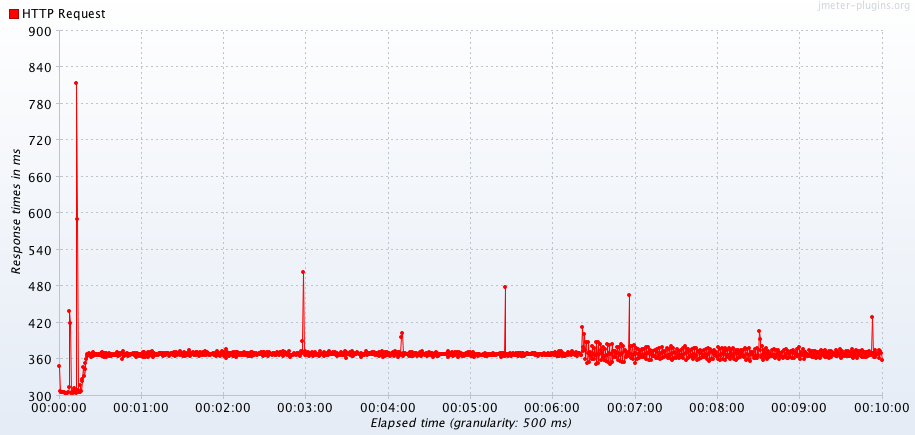 jmeter-plugins.org
HTTP Request
900
840
780
720
660
600
540
480
420
360
300
Response times in ms
00:00:00 00:01:00 00:02:00 00:03:00 00:04:00 00:05:00 00:06:00 00:07:00 00:08:00 00:09:00 00:10:00
Elapsed time (granularity: 500 ms)